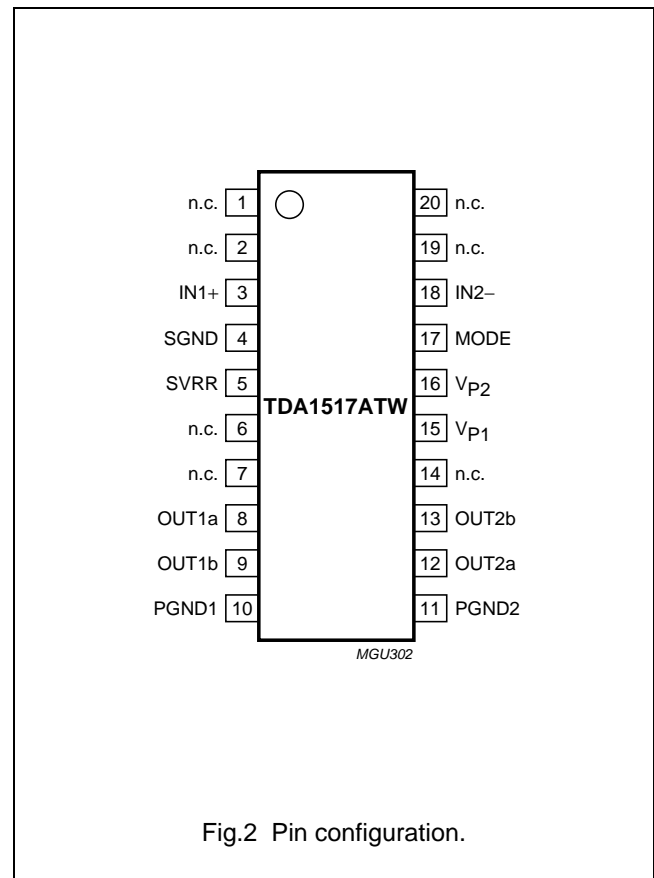 n.c. 1 20 n.c.
n.c. 2 19 n.c.
IN1+ 3 18 IN2−
SGND 4 17 MODE
SVRR 5 16 VP2
TDA1517ATW
n.c. 6 15 VP1
n.c. 7 14 n.c.
OUT1a 8 13 OUT2b
OUT1b 9 12 OUT2a
PGND1 10 11 PGND2
MGU302
Fig.2 Pin configuration.